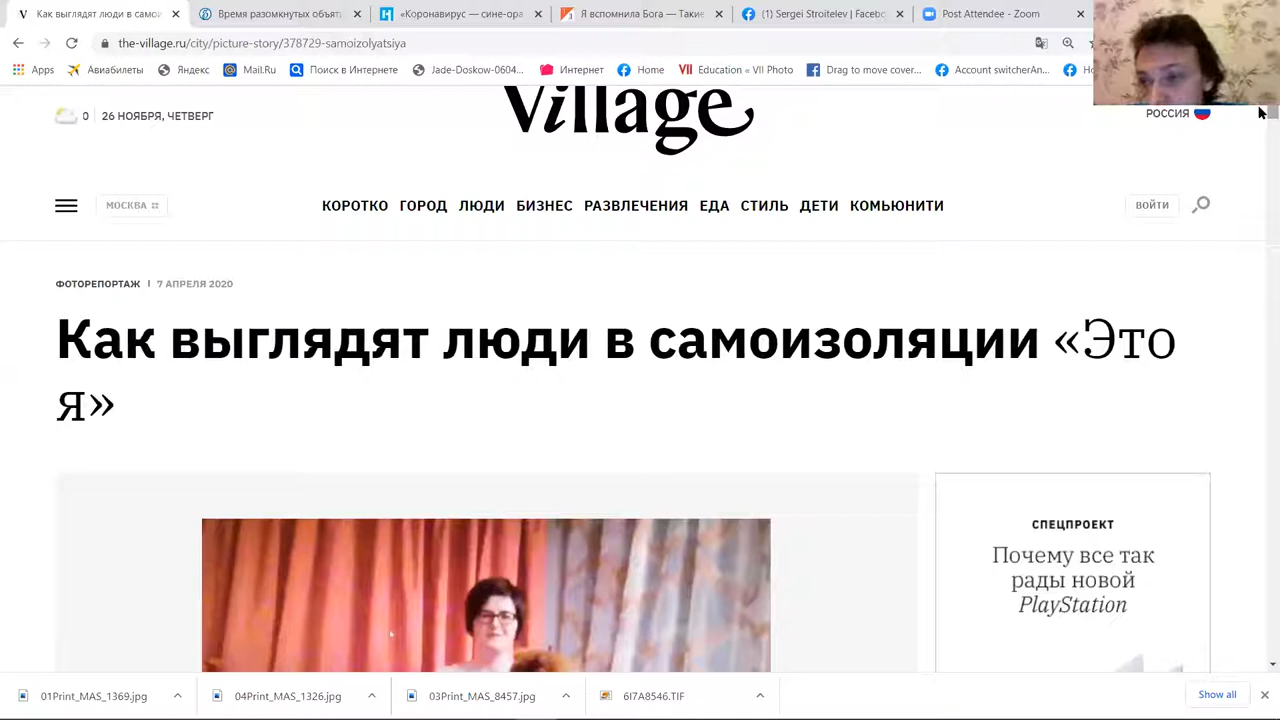 Как выглядят люди в самои
Время разомкнутых объят
«Коронавирус — сине-ора
Я вспомнила Бога — Такие
(1) Sergei Stroitelev | Faceb
Post Attendee - Zoom
the-village.ru/city/picture-story/378729-samoizolyatsiya
Apps
Авиабилеты
Яндекс
Mail.Ru
Поиск в Интернете
Jade-Doskow-0604...
Интернет
Home
VII Education « VII Photo
Drag to move cover...
Account switcherAn...
Village
0
26 НОЯБРЯ, ЧЕТВЕРГ
РОССИЯ
МОСКВА
КОРОТКО ГОРОД ЛЮДИ БИЗНЕС РАЗВЛЕЧЕНИЯ ЕДА СТИЛЬ ДЕТИ КОМЬЮНИТИ
ВОЙТИ
ФОТОРЕПОРТАЖ | 7 АПРЕЛЯ 2020
Как выглядят люди в самоизоляции «Это
я»
СПЕЦПРОЕКТ
Почему все так
рады новой
PlayStation
01Print_MAS_1369.jpg
04Print_MAS_1326.jpg
03Print_MAS_8457.jpg
6I7A8546.TIF
Show all